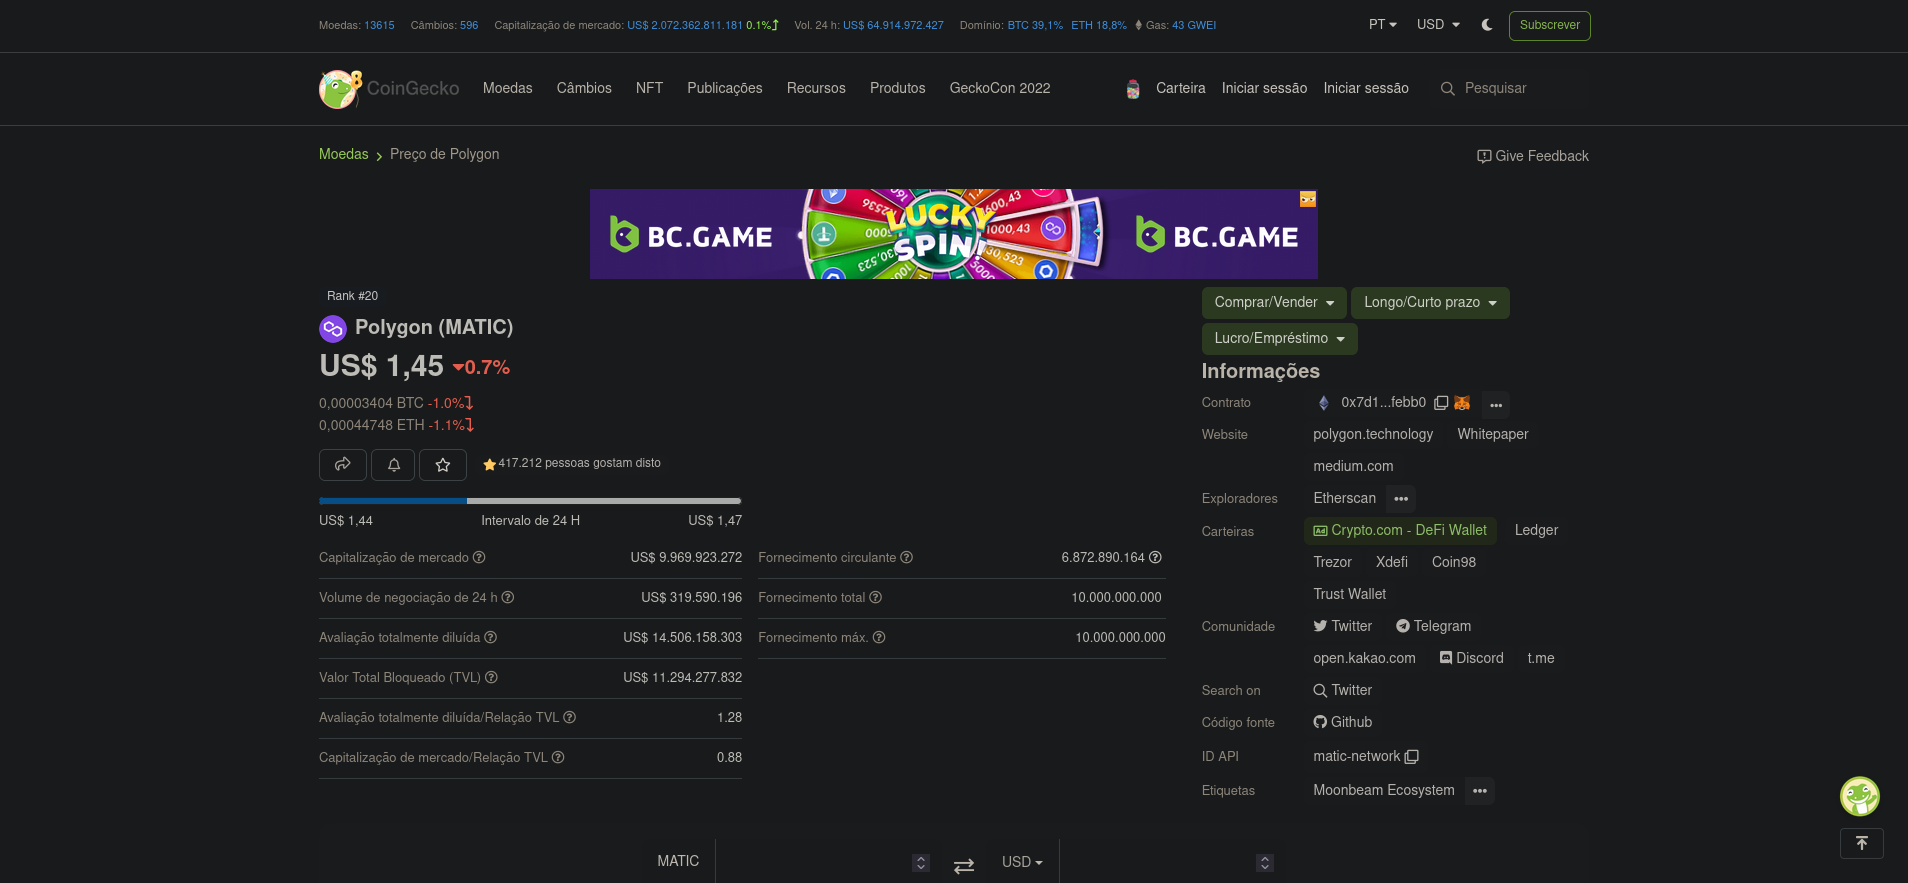 Moedas: 13615 Câmbios: 596 Capitalização de mercado: US$ 2.072.362.811.181 0.1% Vol. 24 h: US$ 64.914.972.427 Domínio: BTC 39,1% ETH 18,8% Gas: 43 GWEI PT USD Subscrever
CoinGecko Moedas Câmbios NFT Publicações Recursos Produtos GeckoCon 2022 Carteira Iniciar sessão Iniciar sessão Pesquisar
Moedas Preço de Polygon Give Feedback
BC.GAME LUCKY SPIN! BC.GAME
Rank #20
Polygon (MATIC)
US$ 1,45 0.7%
0,00003404 BTC -1.0%
0,00044748 ETH -1.1%
417.212 pessoas gostam disto
US$ 1,44 Intervalo de 24 H US$ 1,47
Capitalização de mercado US$ 9.969.923.272
Volume de negociação de 24 h US$ 319.590.196
Avaliação totalmente diluída US$ 14.506.158.303
Valor Total Bloqueado (TVL) US$ 11.294.277.832
Avaliação totalmente diluída/Relação TVL 1.28
Capitalização de mercado/Relação TVL 0.88
Fornecimento circulante 6.872.890.164
Fornecimento total 10.000.000.000
Fornecimento máx. 10.000.000.000
Comprar/Vender Longo/Curto prazo
Lucro/Empréstimo
Informações
Contrato 0x7d1...febb0
Website polygon.technology Whitepaper
medium.com
Exploradores Etherscan
Carteiras Ad Crypto.com - DeFi Wallet Ledger
Trezor Xdefi Coin98
Trust Wallet
Comunidade Twitter Telegram
open.kakao.com Discord t.me
Search on Twitter
Código fonte Github
ID API matic-network
Etiquetas Moonbeam Ecosystem
MATIC USD